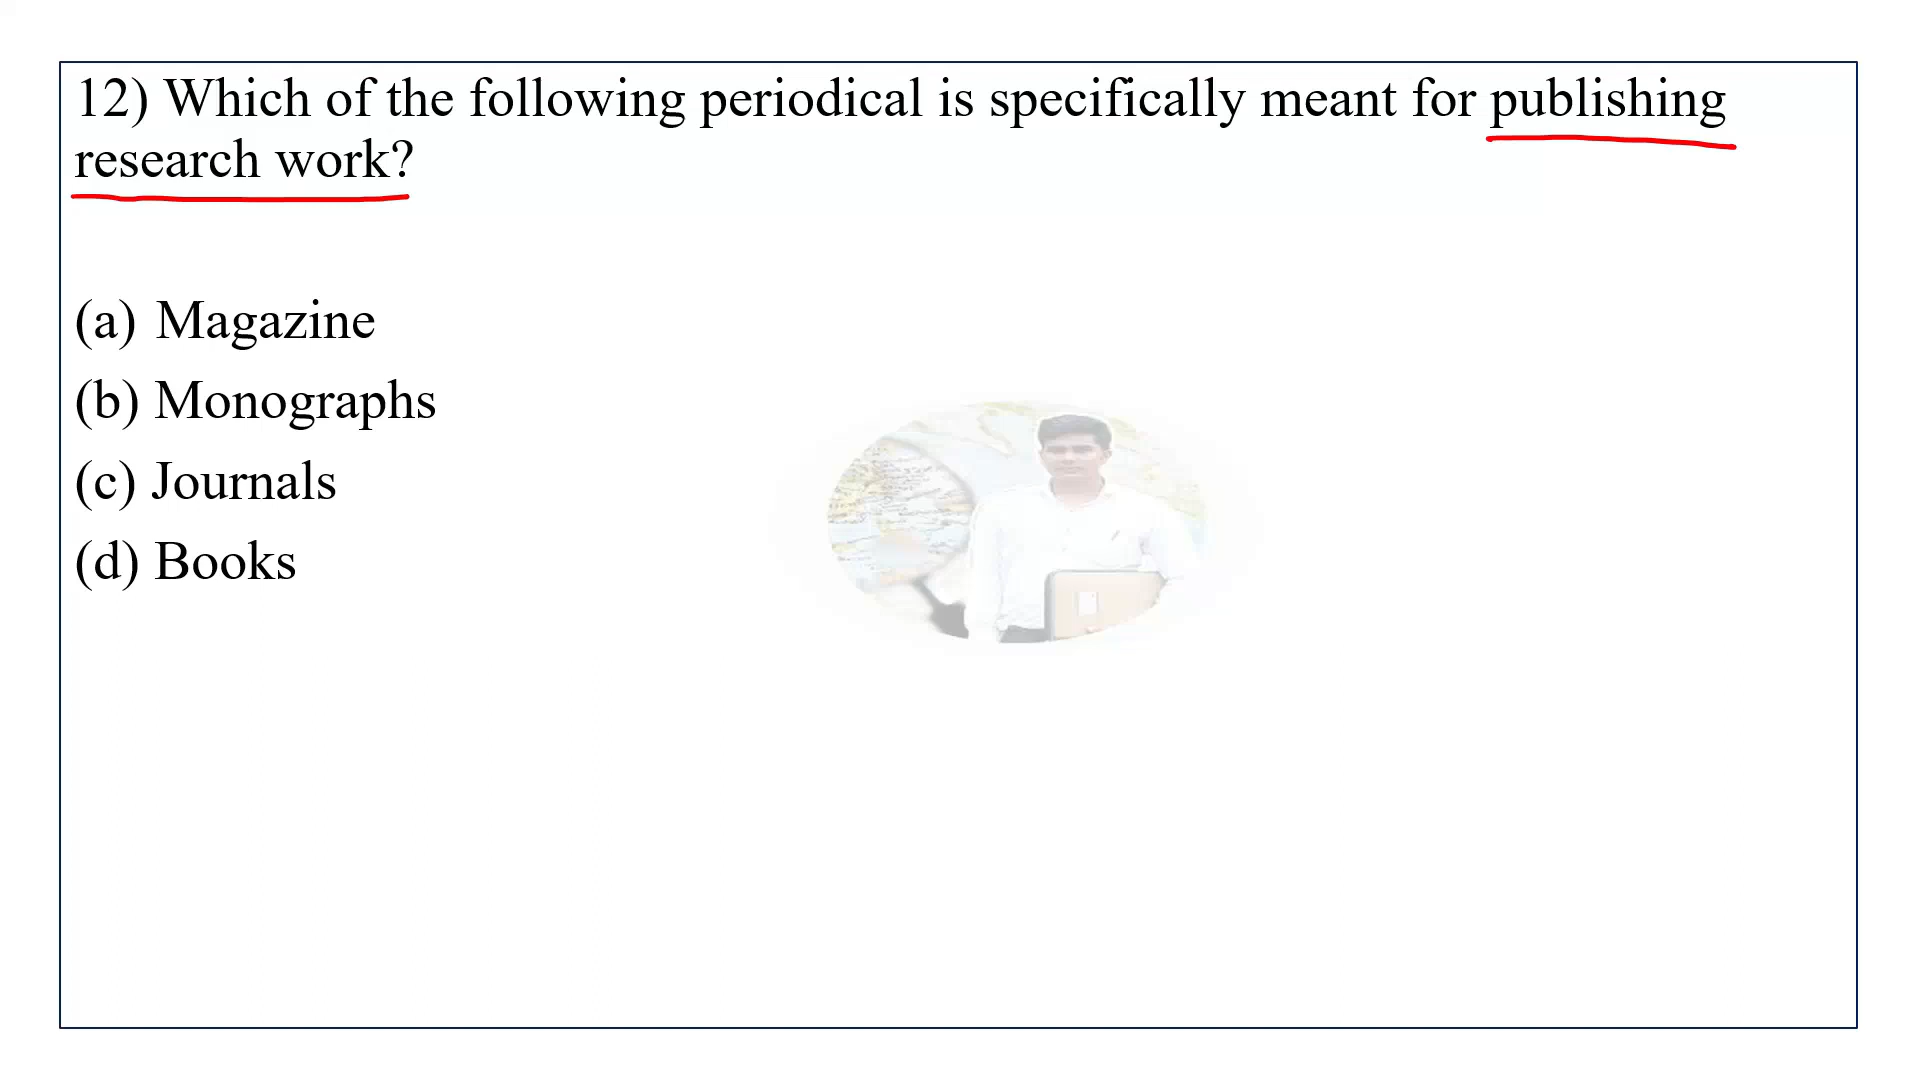 12) Which of the following periodical is specifically meant for publishing
research work?
(a) Magazine
(b) Monographs
(c) Journals
(d) Books